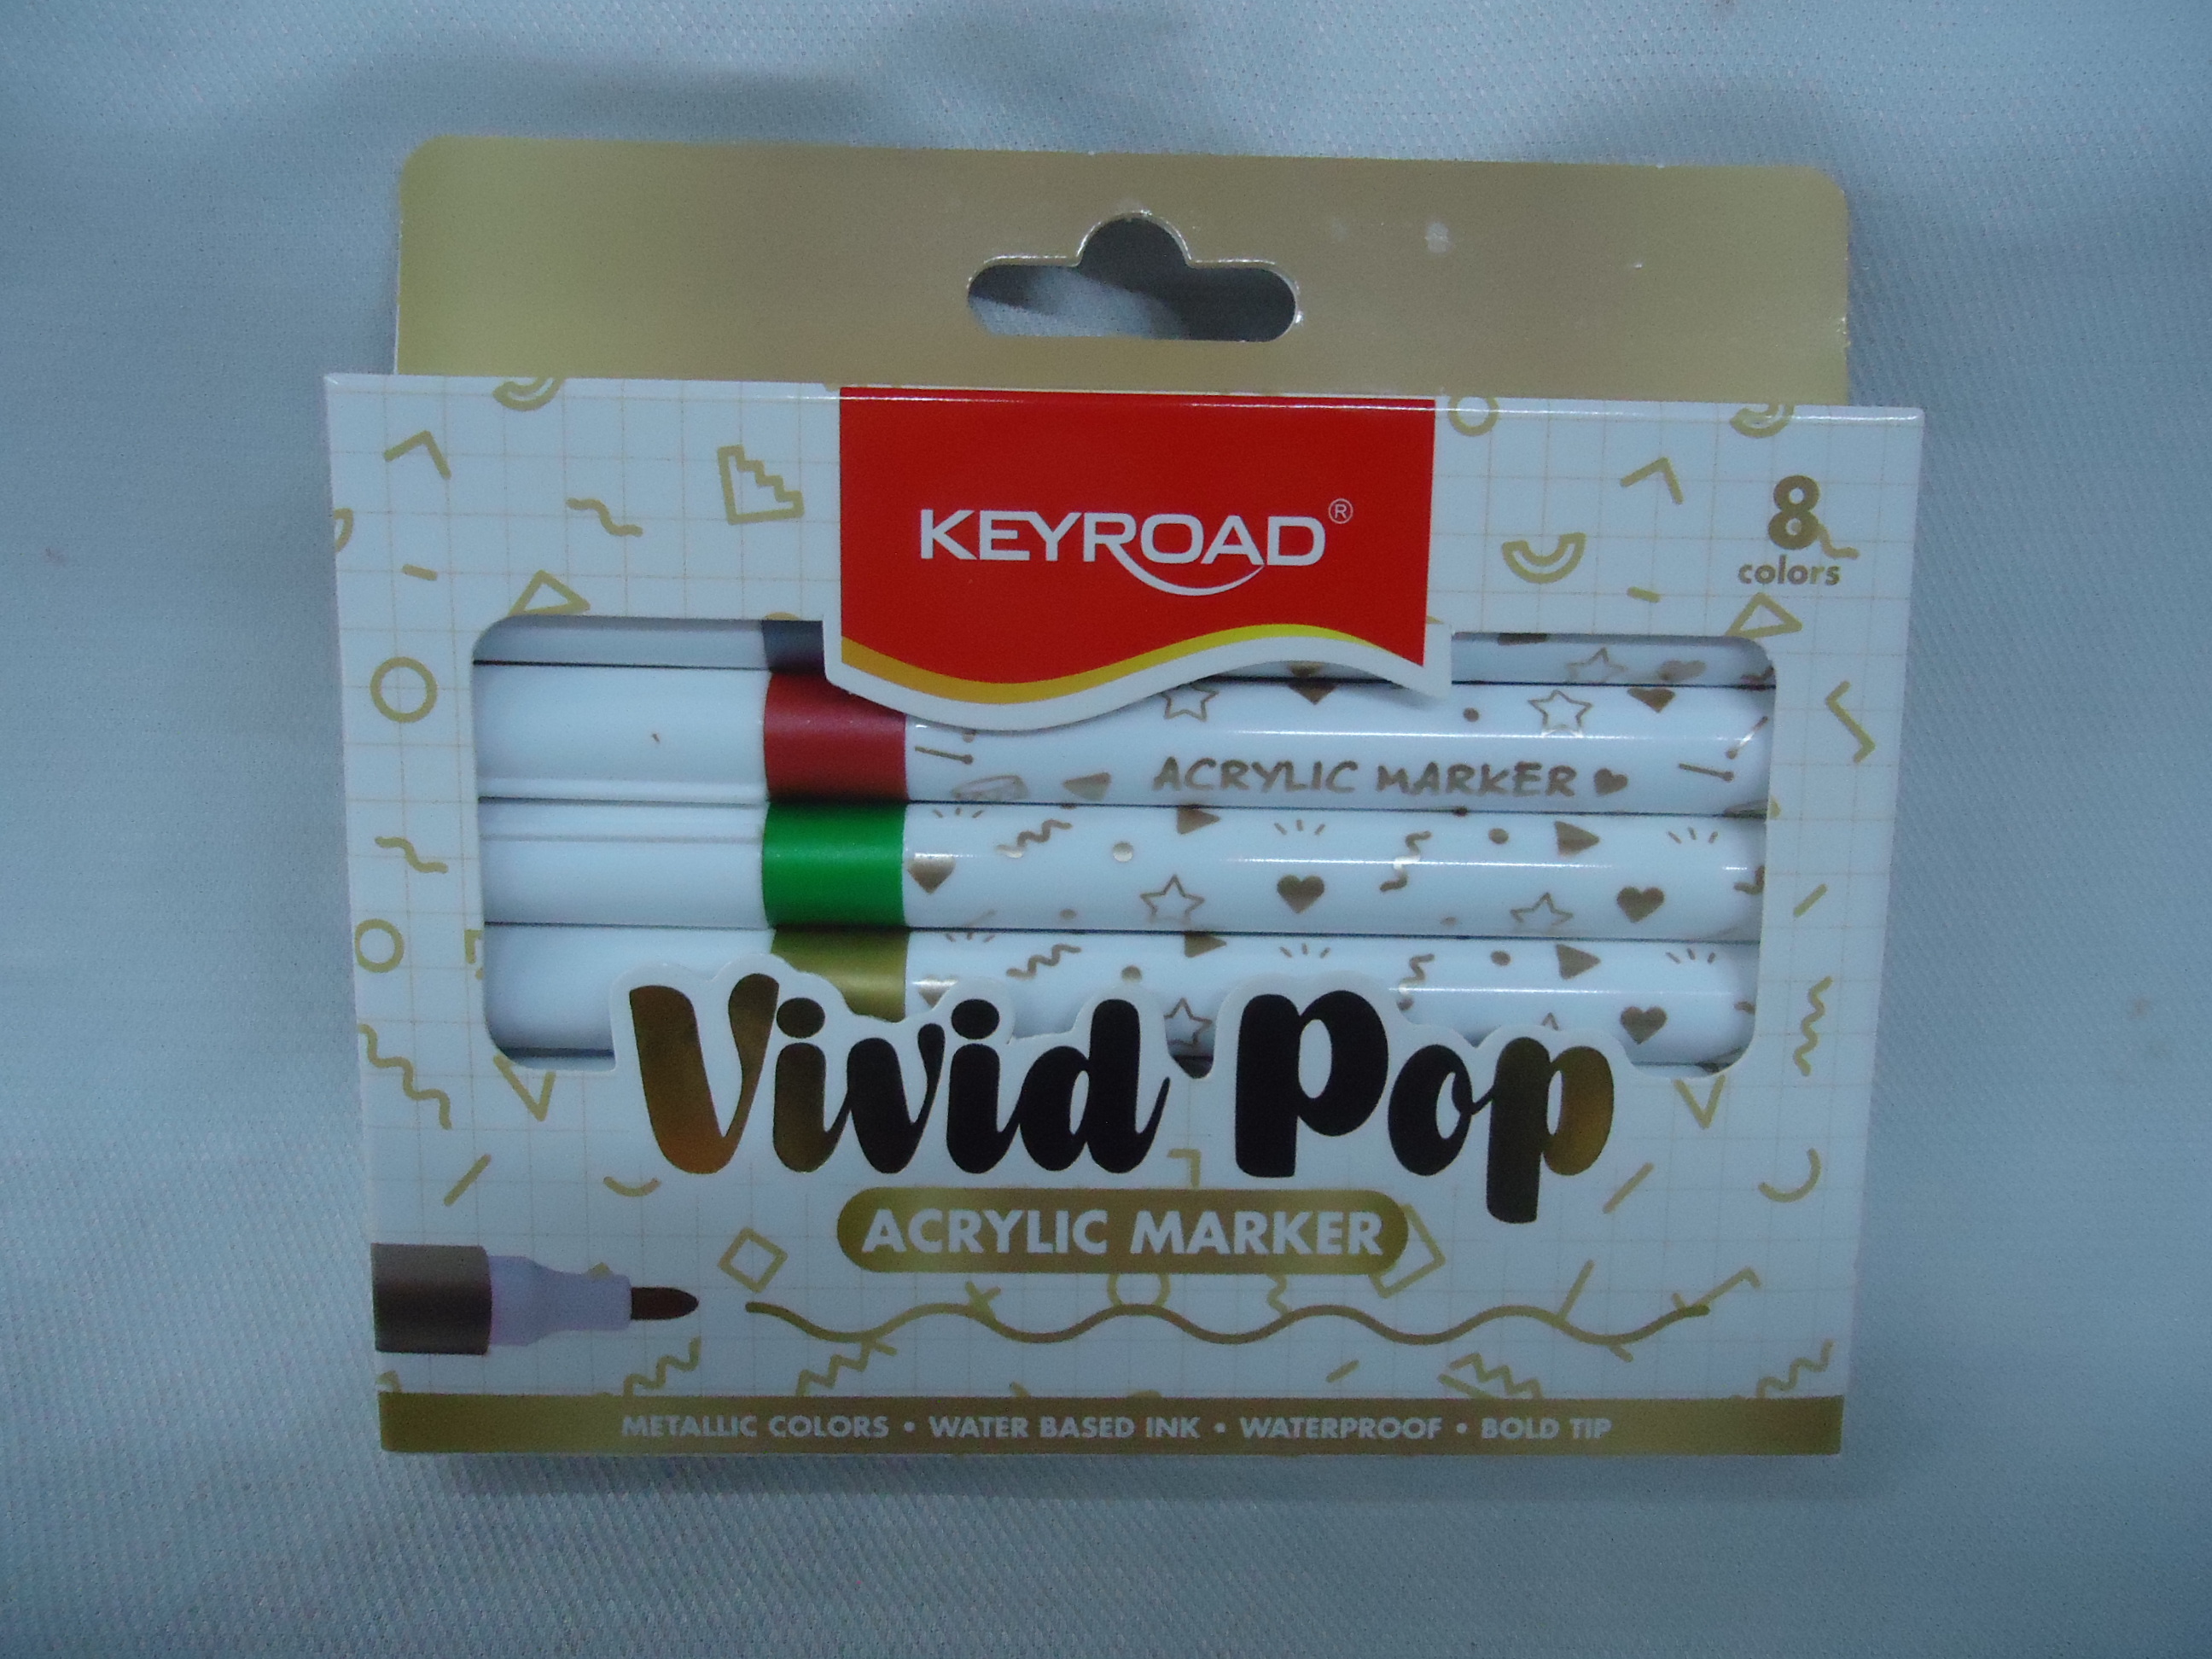 KEYROAD®
8
colors
ACRYLIC MARKER
Vivid Pop
ACRYLIC MARKER
METALLIC COLORS • WATER BASED INK • WATERPROOF • BOLD TIP